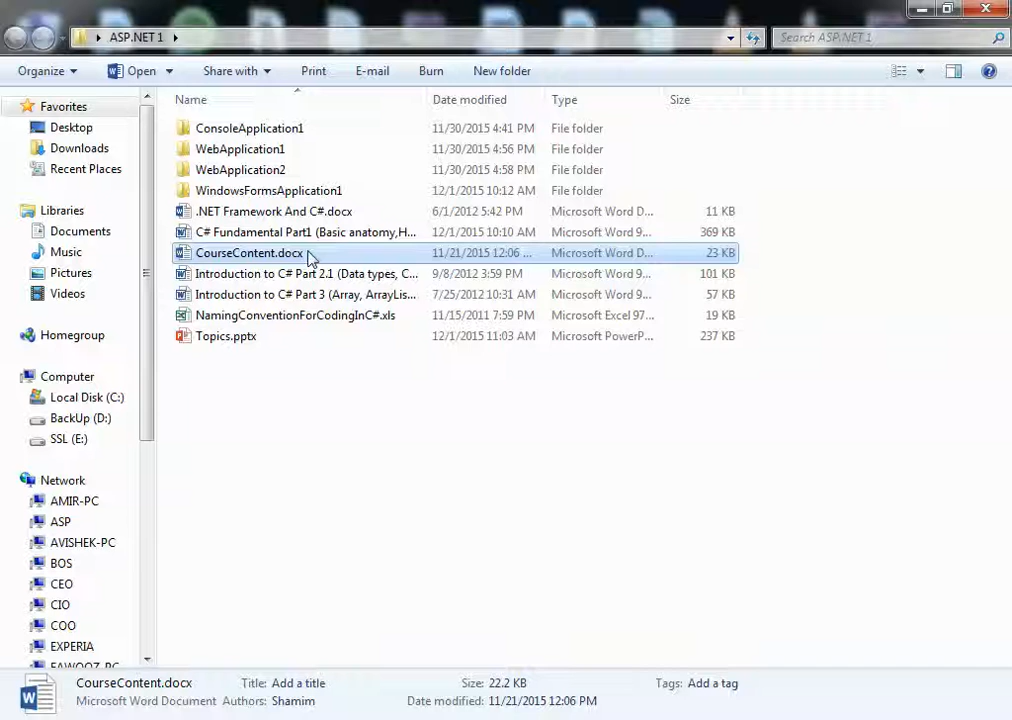 ASP.NET 1
Search ASP.NET 1
Organize Open Share with Print E-mail Burn New folder
Name Date modified Type Size
Favorites
Desktop
Downloads
Recent Places
Libraries
Documents
Music
Pictures
Videos
Homegroup
Computer
Local Disk (C:)
BackUp (D:)
SSL (E:)
Network
AMIR-PC
ASP
AVISHEK-PC
BOS
CEO
CIO
COO
EXPERIA
FAWOOZ-PC
ConsoleApplication1 11/30/2015 4:41 PM File folder
WebApplication1 11/30/2015 4:56 PM File folder
WebApplication2 11/30/2015 4:58 PM File folder
WindowsFormsApplication1 12/1/2015 10:12 AM File folder
.NET Framework And C#.docx 6/1/2012 5:42 PM Microsoft Word D... 11 KB
C# Fundamental Part1 (Basic anatomy,H... 12/1/2015 10:10 AM Microsoft Word 9... 369 KB
CourseContent.docx 11/21/2015 12:06 ... Microsoft Word D... 23 KB
Introduction to C# Part 2.1 (Data types, C... 9/8/2012 3:59 PM Microsoft Word 9... 101 KB
Introduction to C# Part 3 (Array, ArrayLis... 7/25/2012 10:31 AM Microsoft Word 9... 57 KB
NamingConventionForCodingInC#.xls 11/15/2011 7:59 PM Microsoft Excel 97... 19 KB
Topics.pptx 12/1/2015 11:03 AM Microsoft PowerP... 237 KB
CourseContent.docx Title: Add a title Size: 22.2 KB Tags: Add a tag
Microsoft Word Document Authors: Shamim Date modified: 11/21/2015 12:06 PM